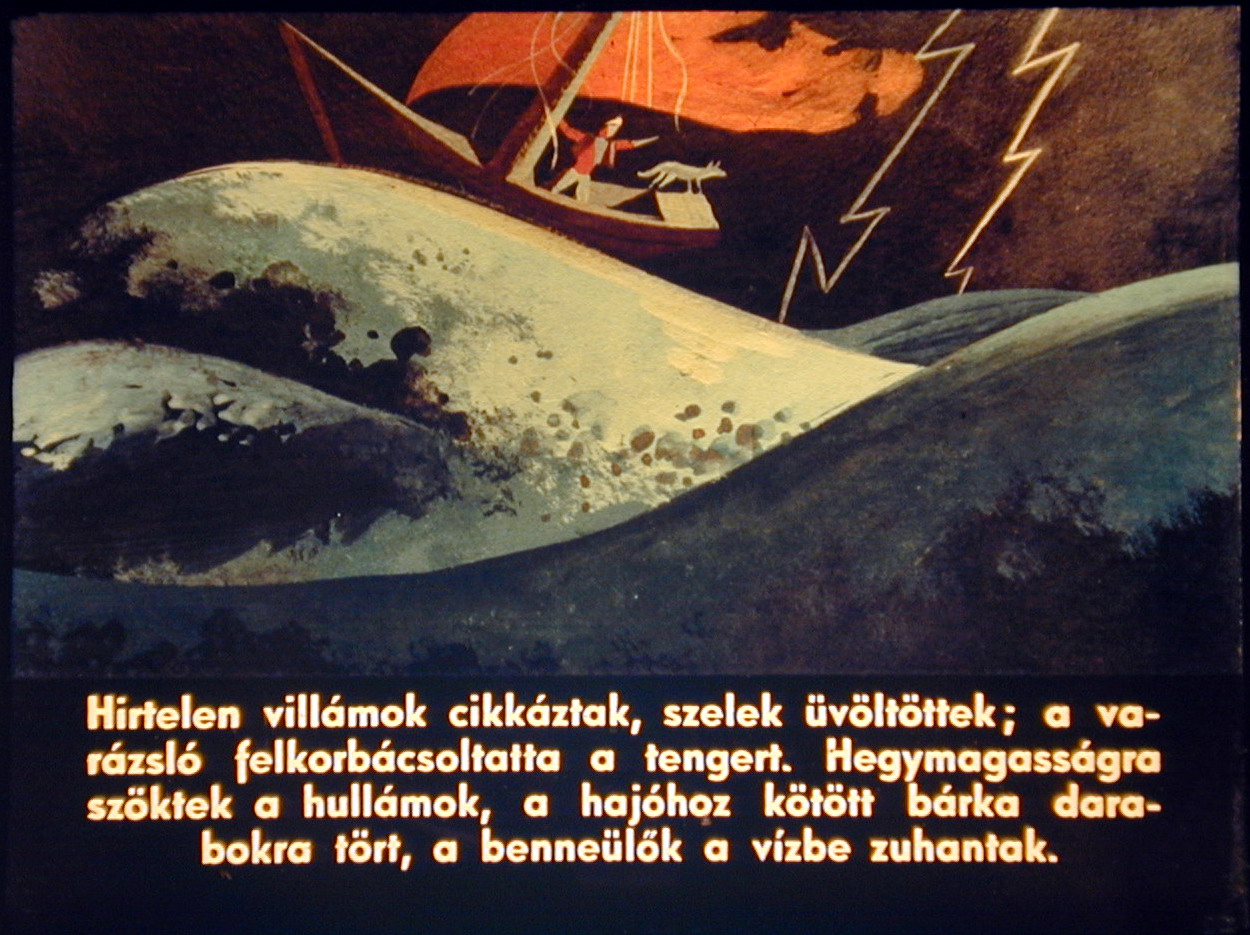 Hirtelen villámok cikkáztak, szelek üvöltöttek; a va-
rázsló felkorbácsoltatta a tengert. Hegymagasságra
szöktek a hullámok, a hajóhoz kötött bárka dara-
bokra tört, a benneülők a vízbe zuhantak.